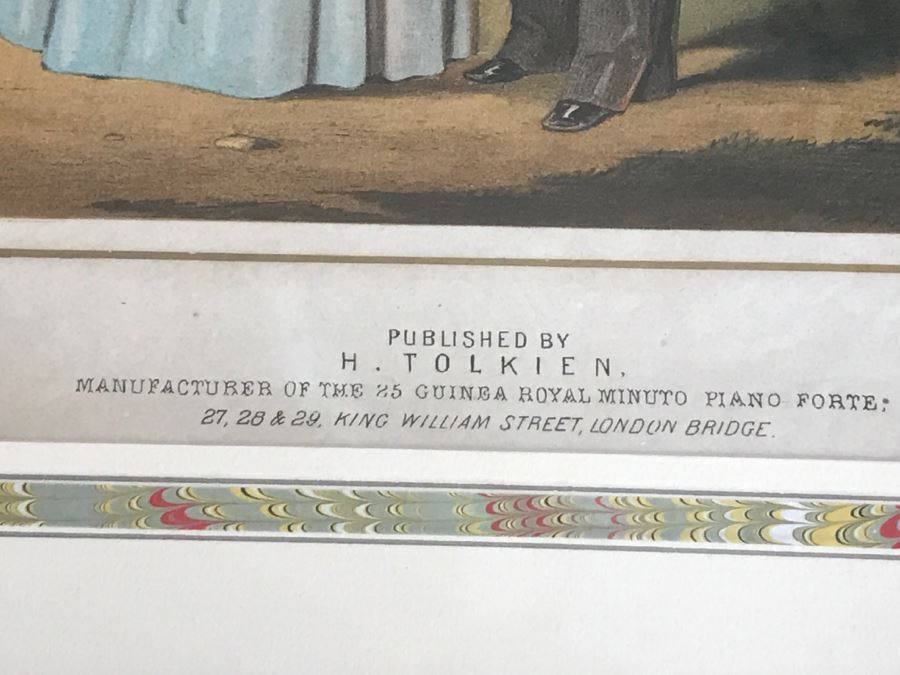 PUBLISHED BY
H. TOLKIEN,
MANUFACTURER OF THE 25 GUINEA ROYAL MINUTO PIANO FORTE;
27, 28 & 29, KING WILLIAM STREET, LONDON BRIDGE.